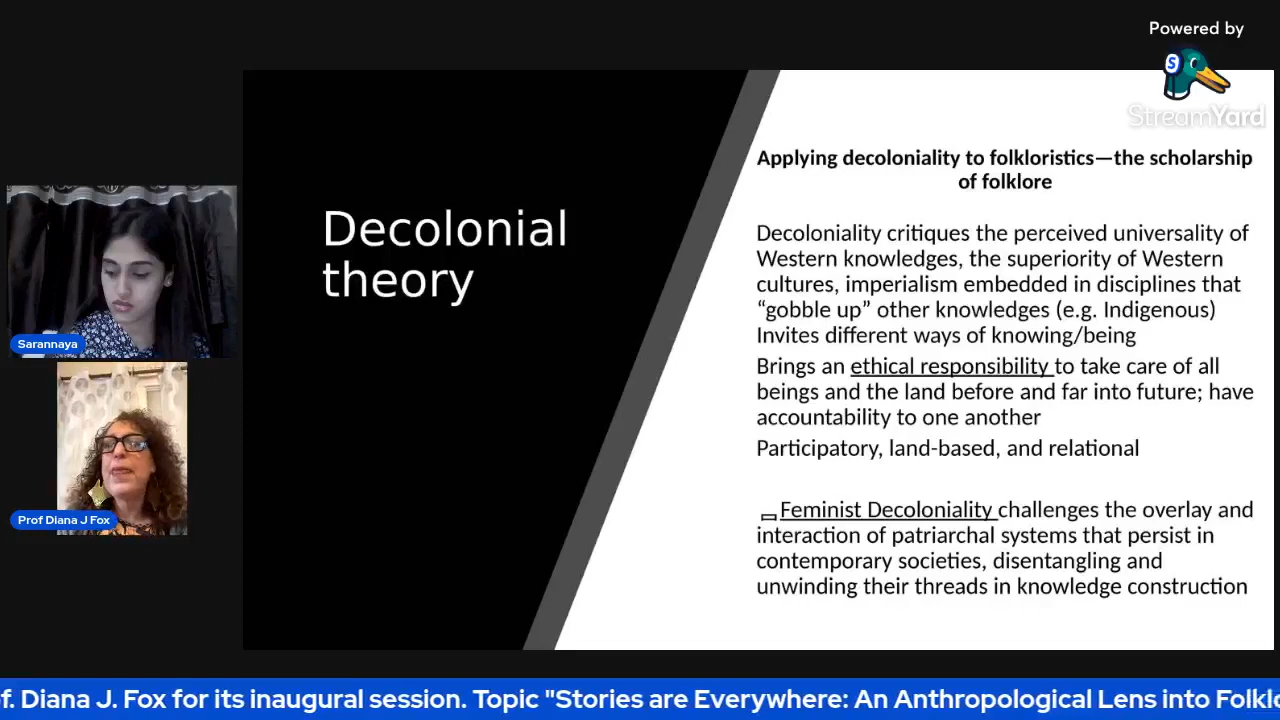 Powered by
S
StreamYard
Decolonial
theory
Applying decoloniality to folkloristics—the scholarship
of folklore
Decoloniality critiques the perceived universality of
Western knowledges, the superiority of Western
cultures, imperialism embedded in disciplines that
“gobble up” other knowledges (e.g. Indigenous)
Invites different ways of knowing/being
Brings an ethical responsibility to take care of all
beings and the land before and far into future; have
accountability to one another
Participatory, land-based, and relational
Feminist Decoloniality challenges the overlay and
interaction of patriarchal systems that persist in
contemporary societies, disentangling and
unwinding their threads in knowledge construction
Sarannaya
Prof Diana J Fox
f. Diana J. Fox for its inaugural session. Topic "Stories are Everywhere: An Anthropological Lens into Folklo